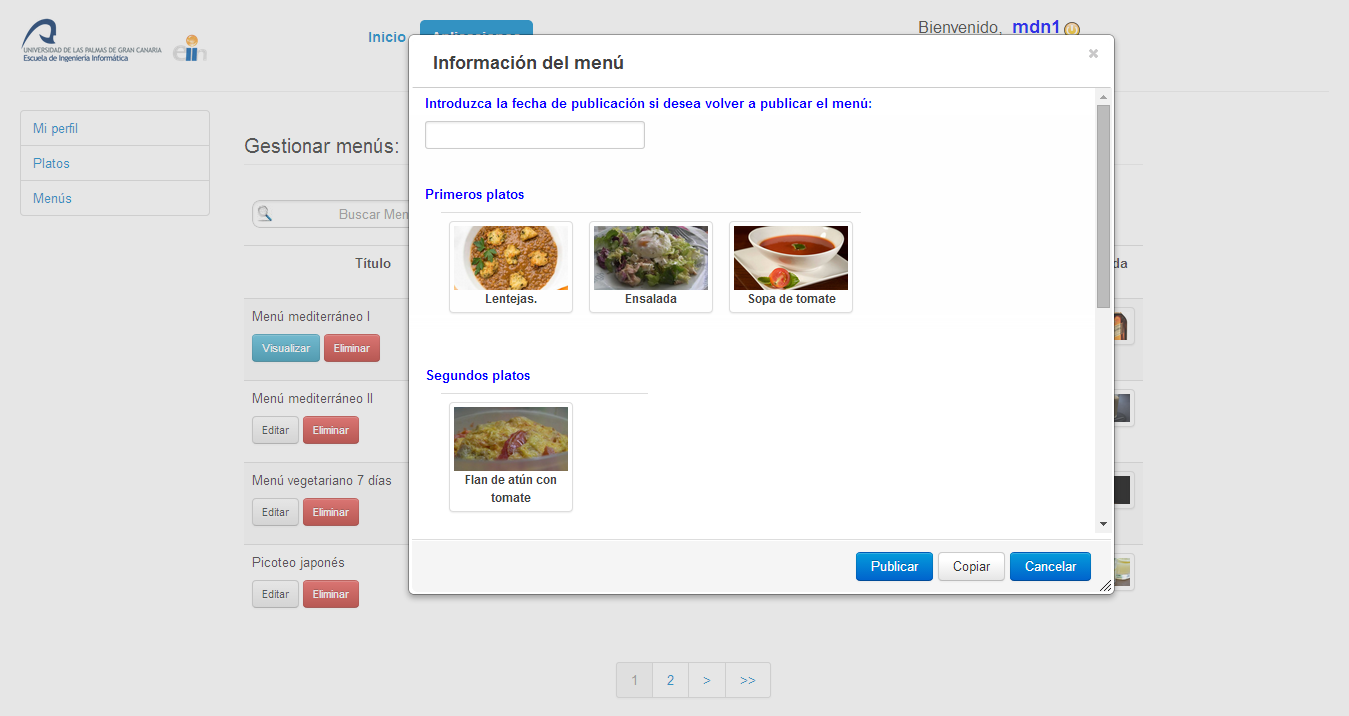 UNIVERSIDAD DE LAS PALMAS DE GRAN CANARIA
Escuela de Ingeniería Informática
eiin
Inicio
Aplicaciones
Bienvenido, mdn1
Mi perfil
Platos
Menús
Gestionar menús:
Buscar Men
Título
da
Menú mediterráneo I
Visualizar Eliminar
Menú mediterráneo II
Editar Eliminar
Menú vegetariano 7 días
Editar Eliminar
Picoteo japonés
Editar Eliminar
Información del menú
×
Introduzca la fecha de publicación si desea volver a publicar el menú:
Primeros platos
Lentejas. Ensalada Sopa de tomate
Segundos platos
Flan de atún con
tomate
Publicar Copiar Cancelar
1 2 > >>